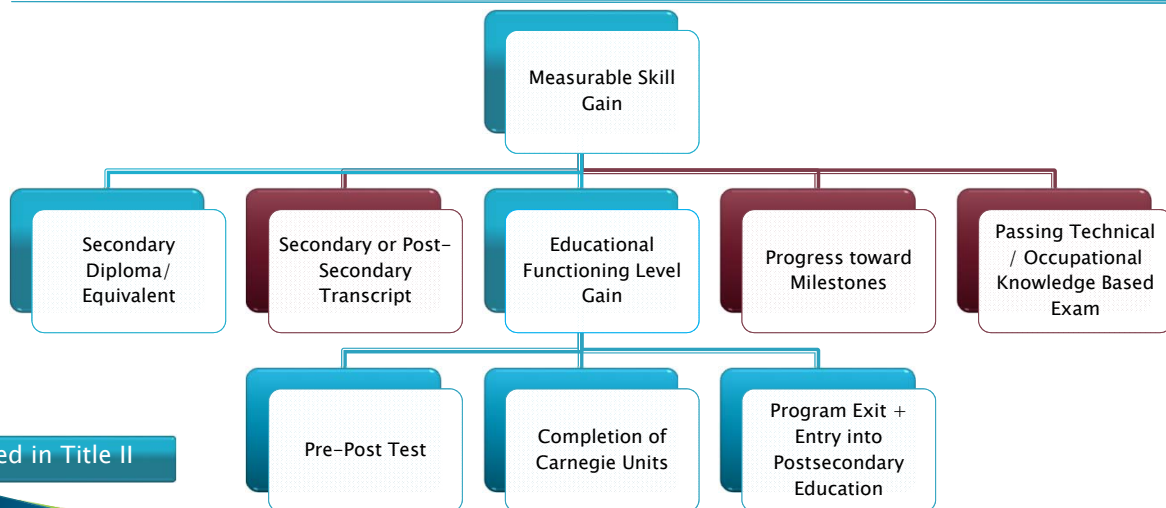 Measurable Skill
Gain
Secondary
Diploma/
Equivalent
Secondary or Post-
Secondary
Transcript
Educational
Functioning Level
Gain
Progress toward
Milestones
Passing Technical
/ Occupational
Knowledge Based
Exam
Pre-Post Test
Completion of
Carnegie Units
Program Exit +
Entry into
Postsecondary
Education
in Title II